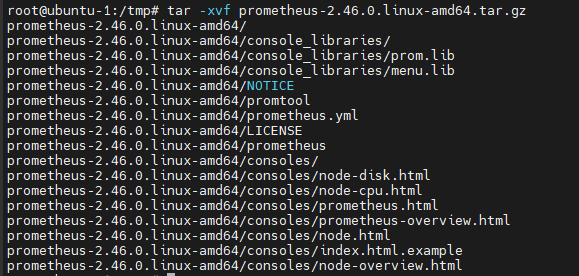 root@ubuntu-1:/tmp# tar -xvf prometheus-2.46.0.linux-amd64.tar.gz
prometheus-2.46.0.linux-amd64/
prometheus-2.46.0.linux-amd64/console_libraries/
prometheus-2.46.0.linux-amd64/console_libraries/prom.lib
prometheus-2.46.0.linux-amd64/console_libraries/menu.lib
prometheus-2.46.0.linux-amd64/NOTICE
prometheus-2.46.0.linux-amd64/promtool
prometheus-2.46.0.linux-amd64/prometheus.yml
prometheus-2.46.0.linux-amd64/LICENSE
prometheus-2.46.0.linux-amd64/prometheus
prometheus-2.46.0.linux-amd64/consoles/
prometheus-2.46.0.linux-amd64/consoles/node-disk.html
prometheus-2.46.0.linux-amd64/consoles/node-cpu.html
prometheus-2.46.0.linux-amd64/consoles/prometheus.html
prometheus-2.46.0.linux-amd64/consoles/prometheus-overview.html
prometheus-2.46.0.linux-amd64/consoles/node.html
prometheus-2.46.0.linux-amd64/consoles/index.html.example
prometheus-2.46.0.linux-amd64/consoles/node-overview.html